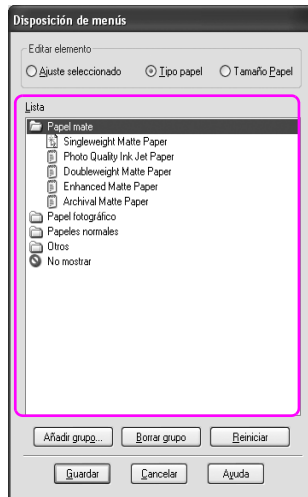 Disposición de menús
Editar elemento
Ajuste seleccionado Tipo papel Tamaño Papel
Lista
Papel mate
Singleweight Matte Paper
Photo Quality Ink Jet Paper
Doubleweight Matte Paper
Enhanced Matte Paper
Archival Matte Paper
Papel fotográfico
Papeles normales
Otros
No mostrar
Añadir grupo... Borrar grupo Reiniciar
Guardar Cancelar Ayuda